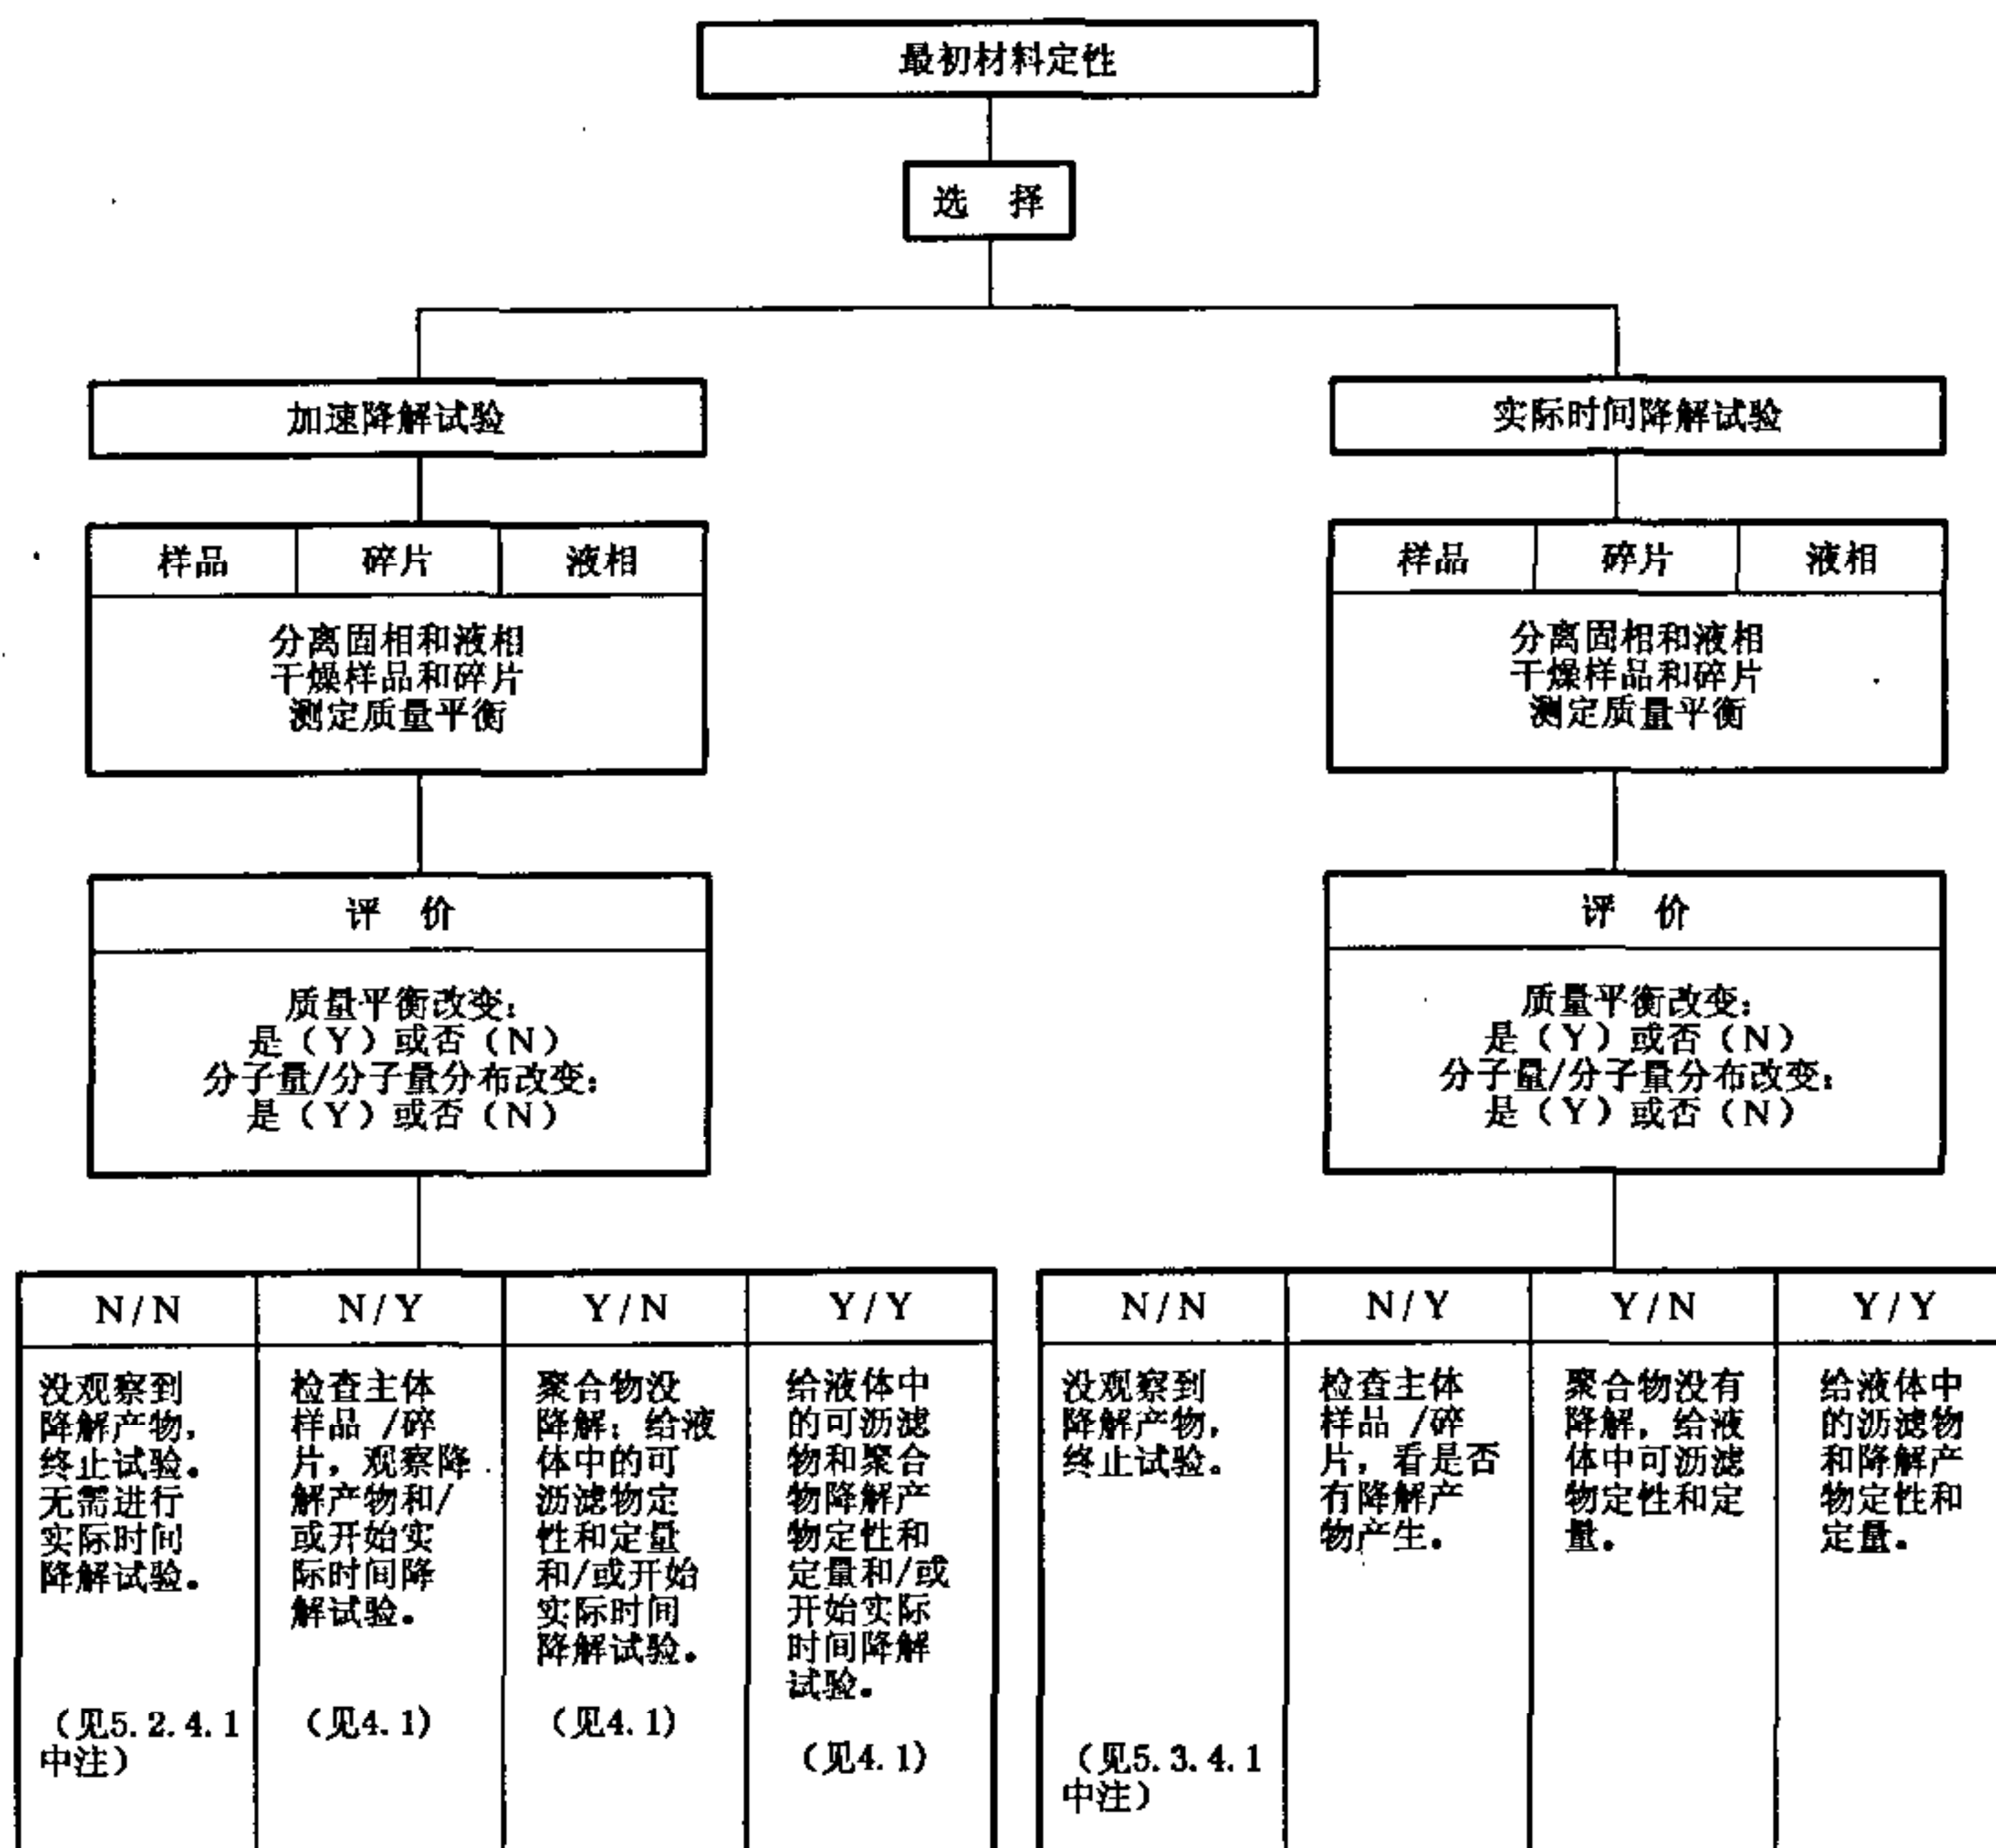 最初材料定性
选 择
加速降解试验
样品 碎片 液相
分离固相和液相
干燥样品和碎片
测定质量平衡
评 价
质量平衡改变:
是（Y）或否（N）
分子量/分子量分布改变:
是（Y）或否（N）
N/N
没观察到
降解产物,
终止试验。
无需进行
实际时间
降解试验。
（见5.2.4.1
中注）
N/Y
检查主体
样品 /碎
片，观察降
解产物和/
或开始实
际时间降
解试验。
（见4.1）
Y/N
聚合物没
降解; 给液
体中的可
沥滤物定
性和定量
和/或开始
实际时间
降解试验。
（见4.1）
Y/Y
给液体中
的可沥滤
物和聚合
物降解产
物定性和
定量和/或
开始实际
时间降解
试验。
（见4.1）
实际时间降解试验
样品 碎片 液相
分离固相和液相
干燥样品和碎片
测定质量平衡
评 价
质量平衡改变:
是（Y）或否（N）
分子量/分子量分布改变:
是（Y）或否（N）
N/N
没观察到
降解产物,
终止试验。
（见5.3.4.1
中注）
N/Y
检查主体
样品 /碎
片，看是否
有降解产
物产生。
Y/N
聚合物没有
降解，给液
体中可沥滤
物定性和定
量。
Y/Y
给液体中
的沥滤物
和降解产
物定性和
定量。